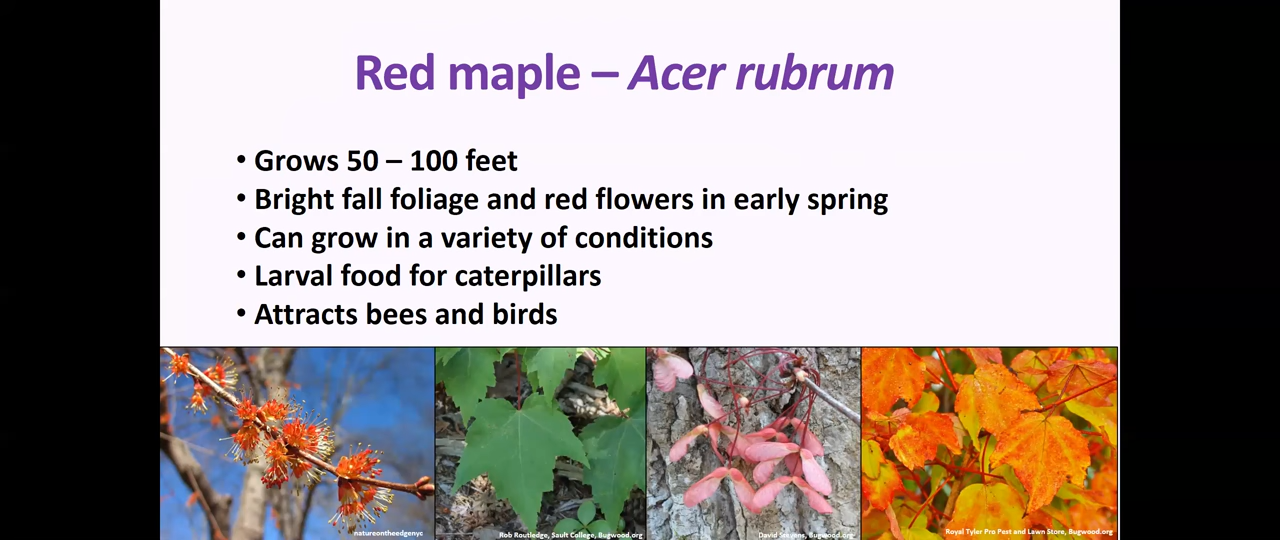 Red maple – Acer rubrum
• Grows 50 – 100 feet
• Bright fall foliage and red flowers in early spring
• Can grow in a variety of conditions
• Larval food for caterpillars
• Attracts bees and birds
natureontheedgenyc
Rob Routledge, Sault College, Bugwood.org
David Stevens, Bugwood.org
Royal Tyler Pro Pest and Lawn Store, Bugwood.org